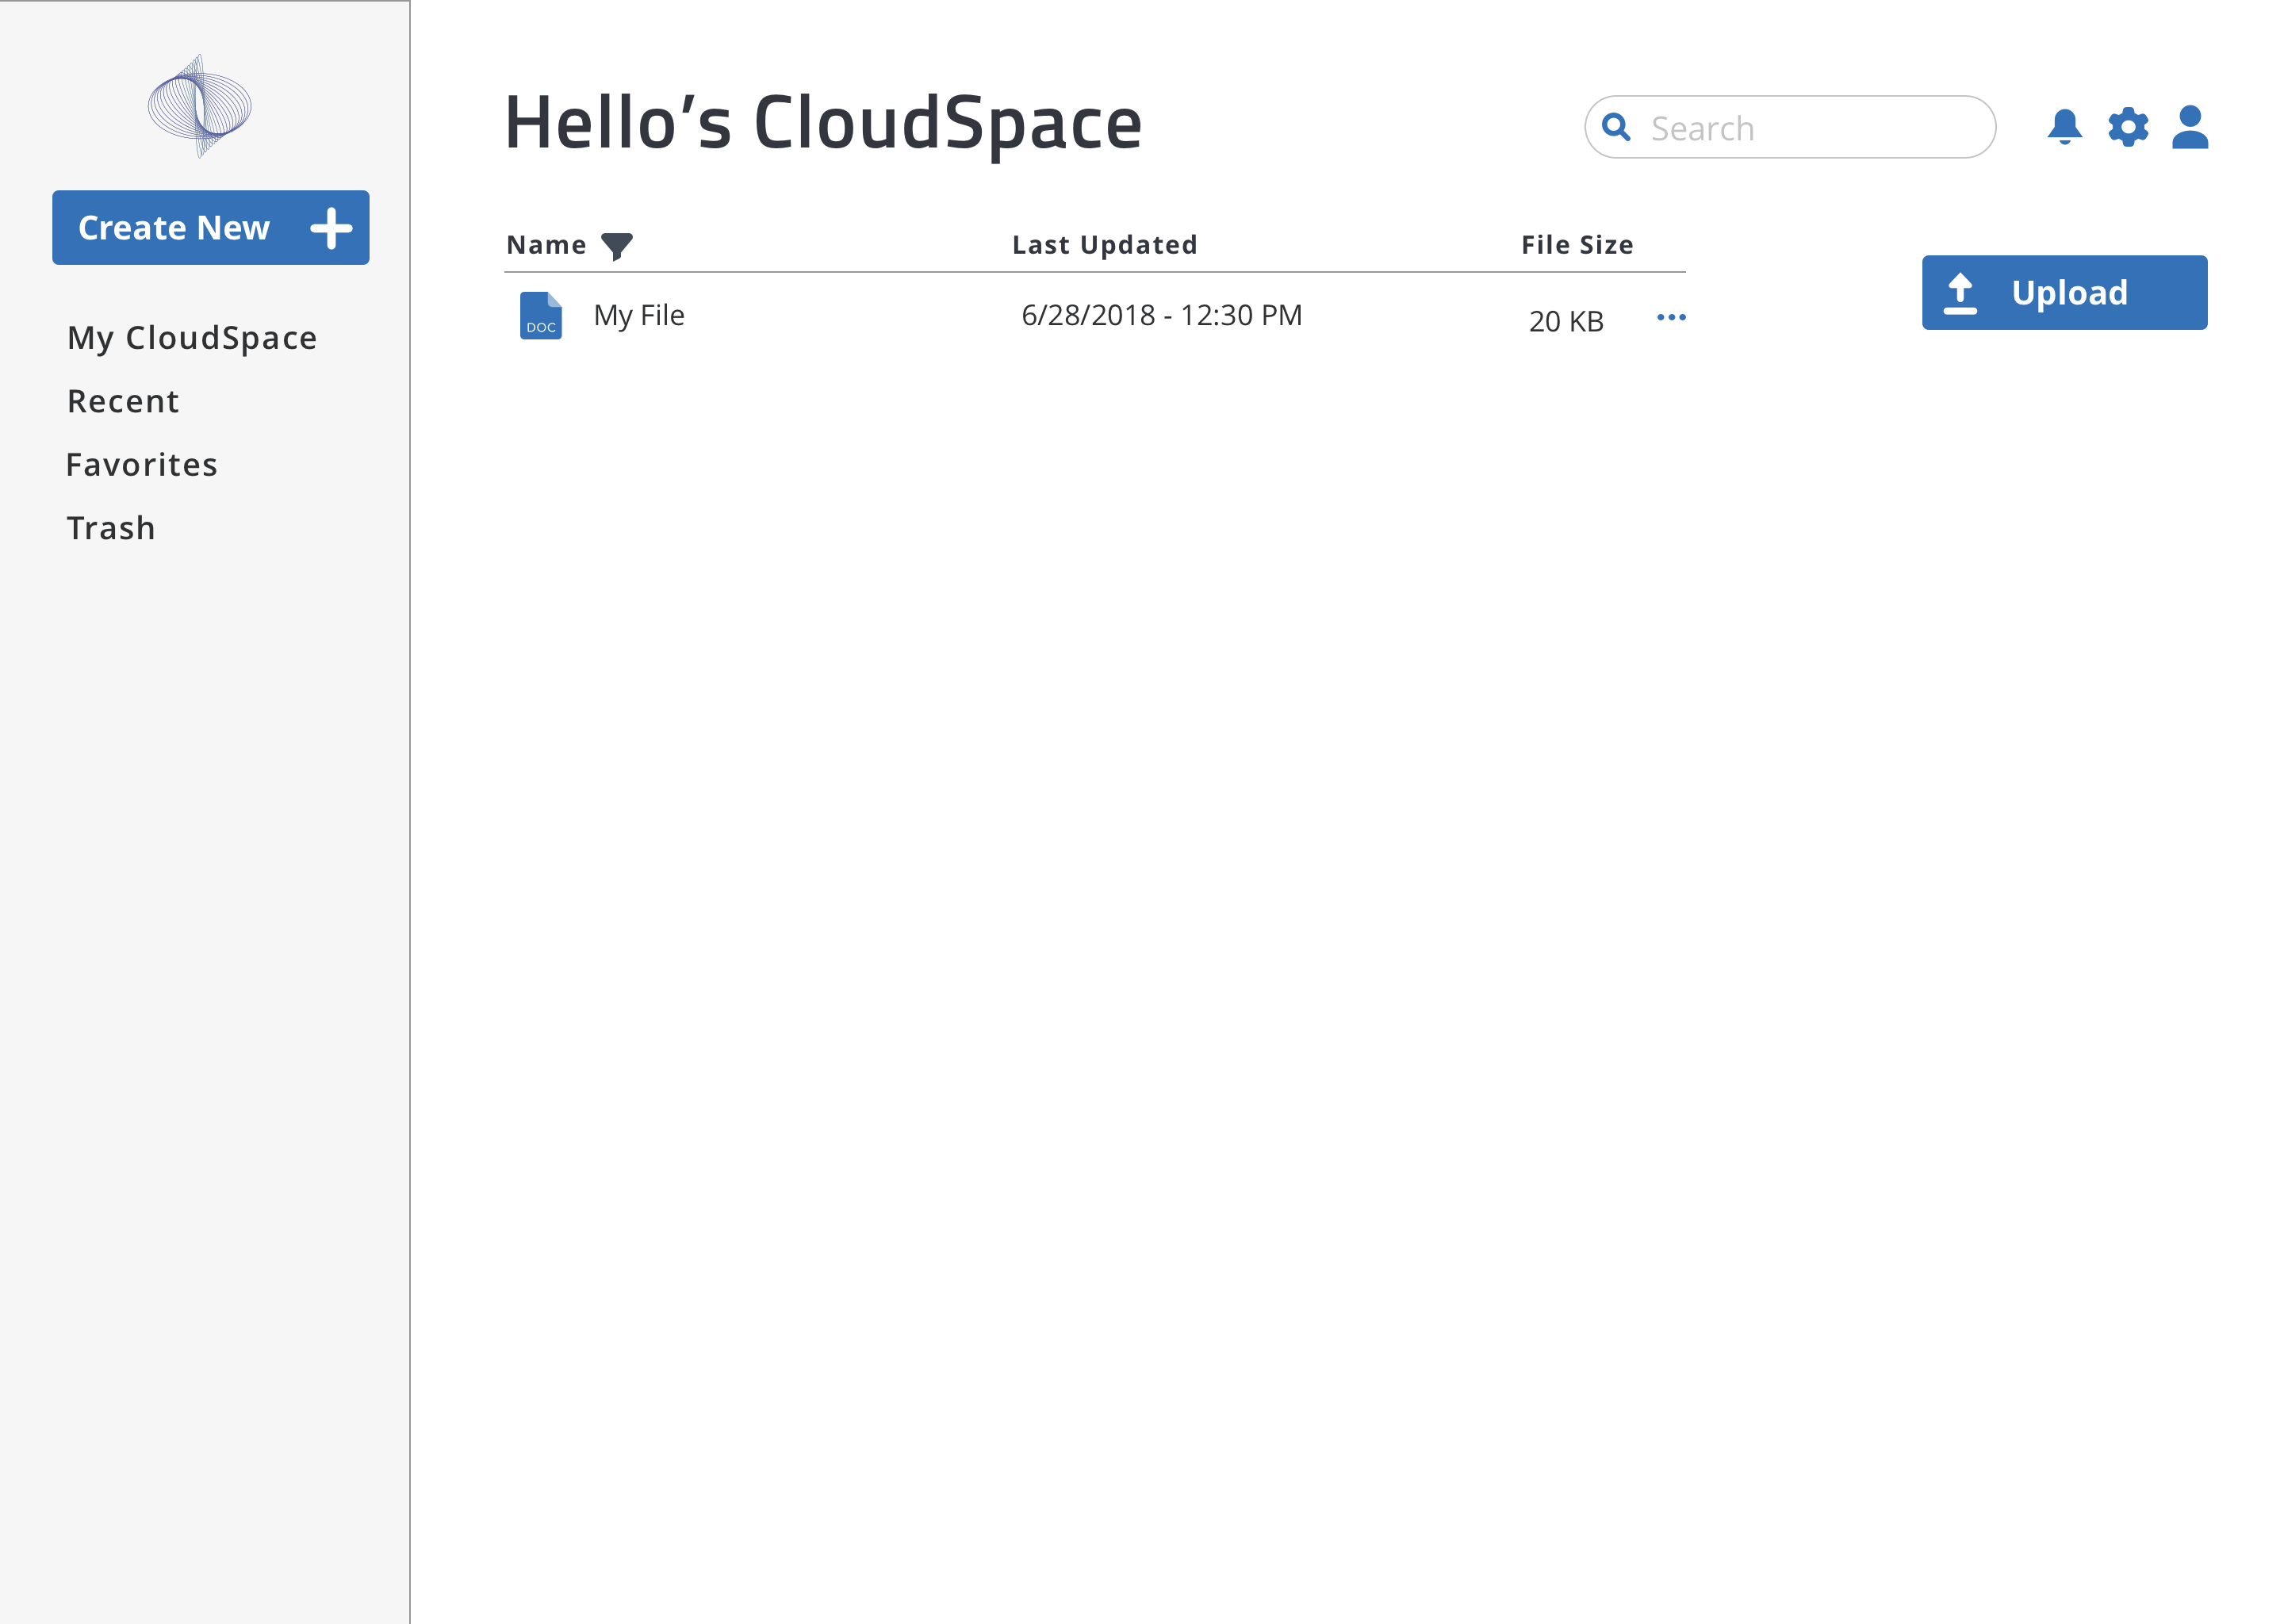 Create New
My CloudSpace
Recent
Favorites
Trash
Hello’s CloudSpace
Search
Name Last Updated File Size
DOC My File 6/28/2018 - 12:30 PM 20 KB
Upload